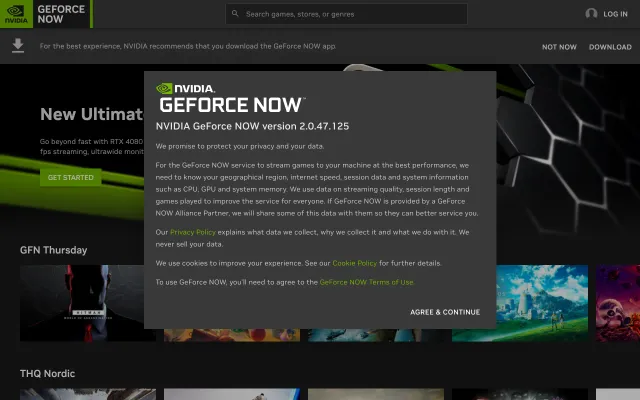 NVIDIA
GEFORCE NOW
Search games, stores, or genres
LOG IN
For the best experience, NVIDIA recommends that you download the GeForce NOW app.
NOT NOW
DOWNLOAD
New Ultimat
Go beyond fast with RTX 4080
fps streaming, ultrawide monit
GET STARTED
NVIDIA.
GEFORCE NOW
NVIDIA GeForce NOW version 2.0.47.125
We promise to protect your privacy and your data.
For the GeForce NOW service to stream games to your machine at the best performance, we
need to know your geographical region, internet speed, session data and system information
such as CPU, GPU and system memory. We use data on streaming quality, session length and
games played to improve the service for everyone. If GeForce NOW is provided by a GeForce
NOW Alliance Partner, we will share some of this data with them so they can better service you.
Our Privacy Policy explains what data we collect, why we collect it and what we do with it. We
never sell your data.
We use cookies to improve your experience. See our Cookie Policy for further details.
To use GeForce NOW, you'll need to agree to the GeForce NOW Terms of Use.
AGREE & CONTINUE
GFN Thursday
HITMAN
WORLD OF ASSASSINATION
THQ Nordic